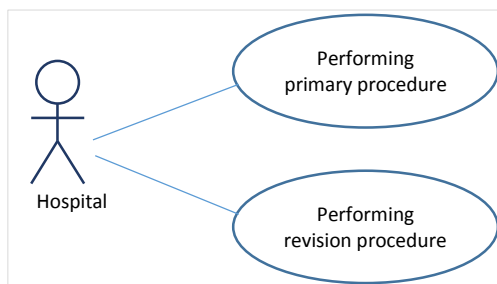 Performing
primary procedure
Hospital
Performing
revision procedure